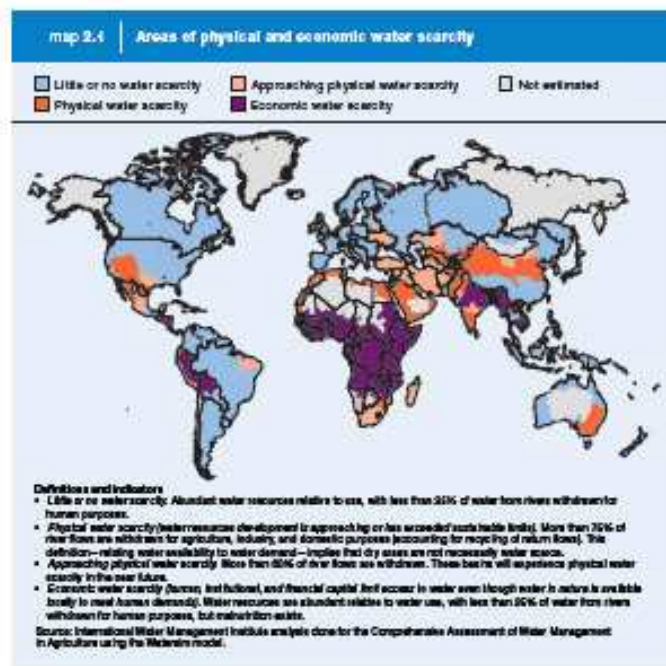 map 2.1 Areas of physical and economic water scarcity
Little or no water scarcity Approaching physical water scarcity Not estimated
Physical water scarcity Economic water scarcity
Definitions and indicators
• Little or no water scarcity. Abundant water resources relative to use, with less than 25% of water from rivers withdrawn for
human purposes.
• Physical water scarcity (water resources development is approaching or has exceeded sustainable limits). More than 75% of
river flows are withdrawn for agriculture, industry, and domestic purposes (accounting for recycling of return flows). This
definition—relating water availability to water demand—implies that dry areas are not necessarily water scarce.
• Approaching physical water scarcity. More than 60% of river flows are withdrawn. These basins will experience physical water
scarcity in the near future.
• Economic water scarcity (human, institutional, and financial capital limit access to water even though water in nature is available
locally to meet human demands). Water resources are abundant relative to water use, with less than 25% of water from rivers
withdrawn for human purposes, but malnutrition exists.
Source: International Water Management Institute analysis done for the Comprehensive Assessment of Water Management
in Agriculture using the Watersim model.